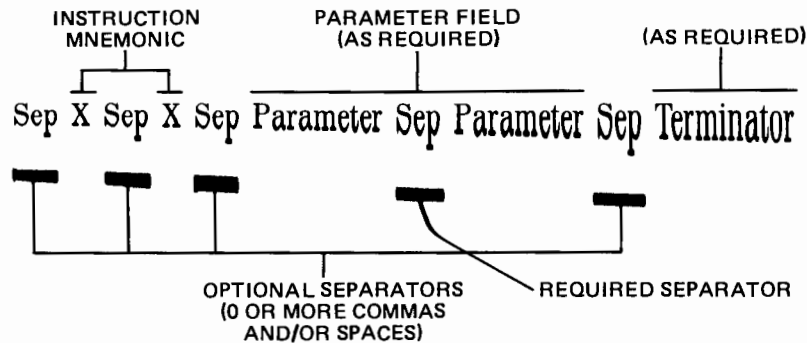 INSTRUCTION
MNEMONIC
PARAMETER FIELD
(AS REQUIRED)
(AS REQUIRED)
Sep X Sep X Sep Parameter Sep Parameter Sep Terminator
OPTIONAL SEPARATORS
(0 OR MORE COMMAS
AND/OR SPACES)
REQUIRED SEPARATOR